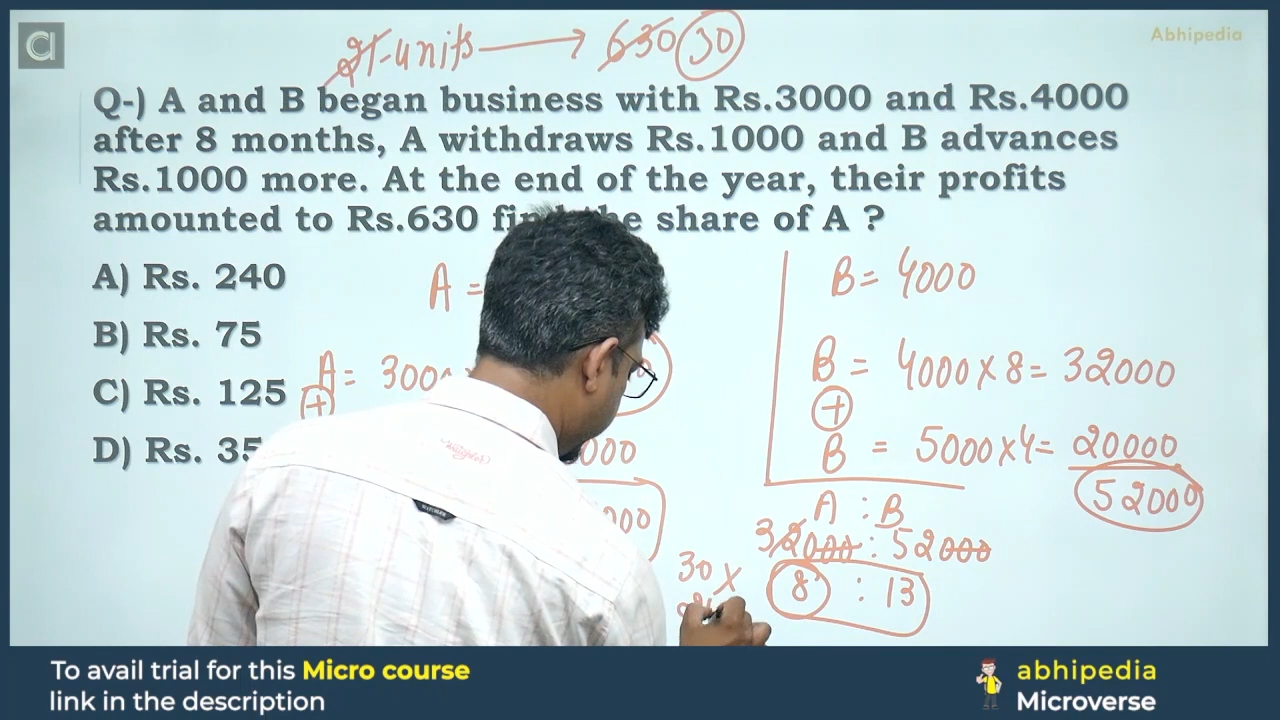 21-units → 630 30
Abhipedia
Q-) A and B began business with Rs.3000 and Rs.4000
after 8 months, A withdraws Rs.1000 and B advances
Rs.1000 more. At the end of the year, their profits
amounted to Rs.630 find the share of A ?
A) Rs. 240
B) Rs. 75
C) Rs. 125
D) Rs. 35
A =
A = 3000
+
000
000
B = 4000
B = 4000 x 8 = 32000
+
B = 5000 x 4 = 20000
52000
A : B
32000 : 52000
8 : 13
30 x
To avail trial for this Micro course
link in the description
abhipedia
Microverse